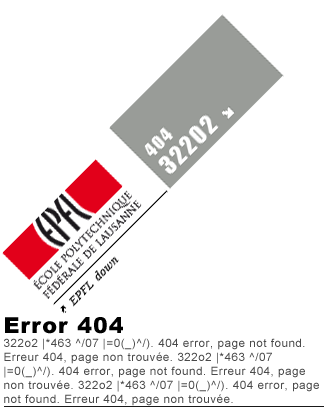 404
32202
EPFL
ÉCOLE POLYTECHNIQUE
FÉDÉRALE DE LAUSANNE
EPFL down
Error 404
322o2 |*463 ^/07 |=0(_)^/). 404 error, page not found.
Erreur 404, page non trouvée. 322o2 |*463 ^/07
|=0(_)^/). 404 error, page not found. Erreur 404, page
non trouvée. 322o2 |*463 ^/07 |=0(_)^/). 404 error, page
not found. Erreur 404, page non trouvée.